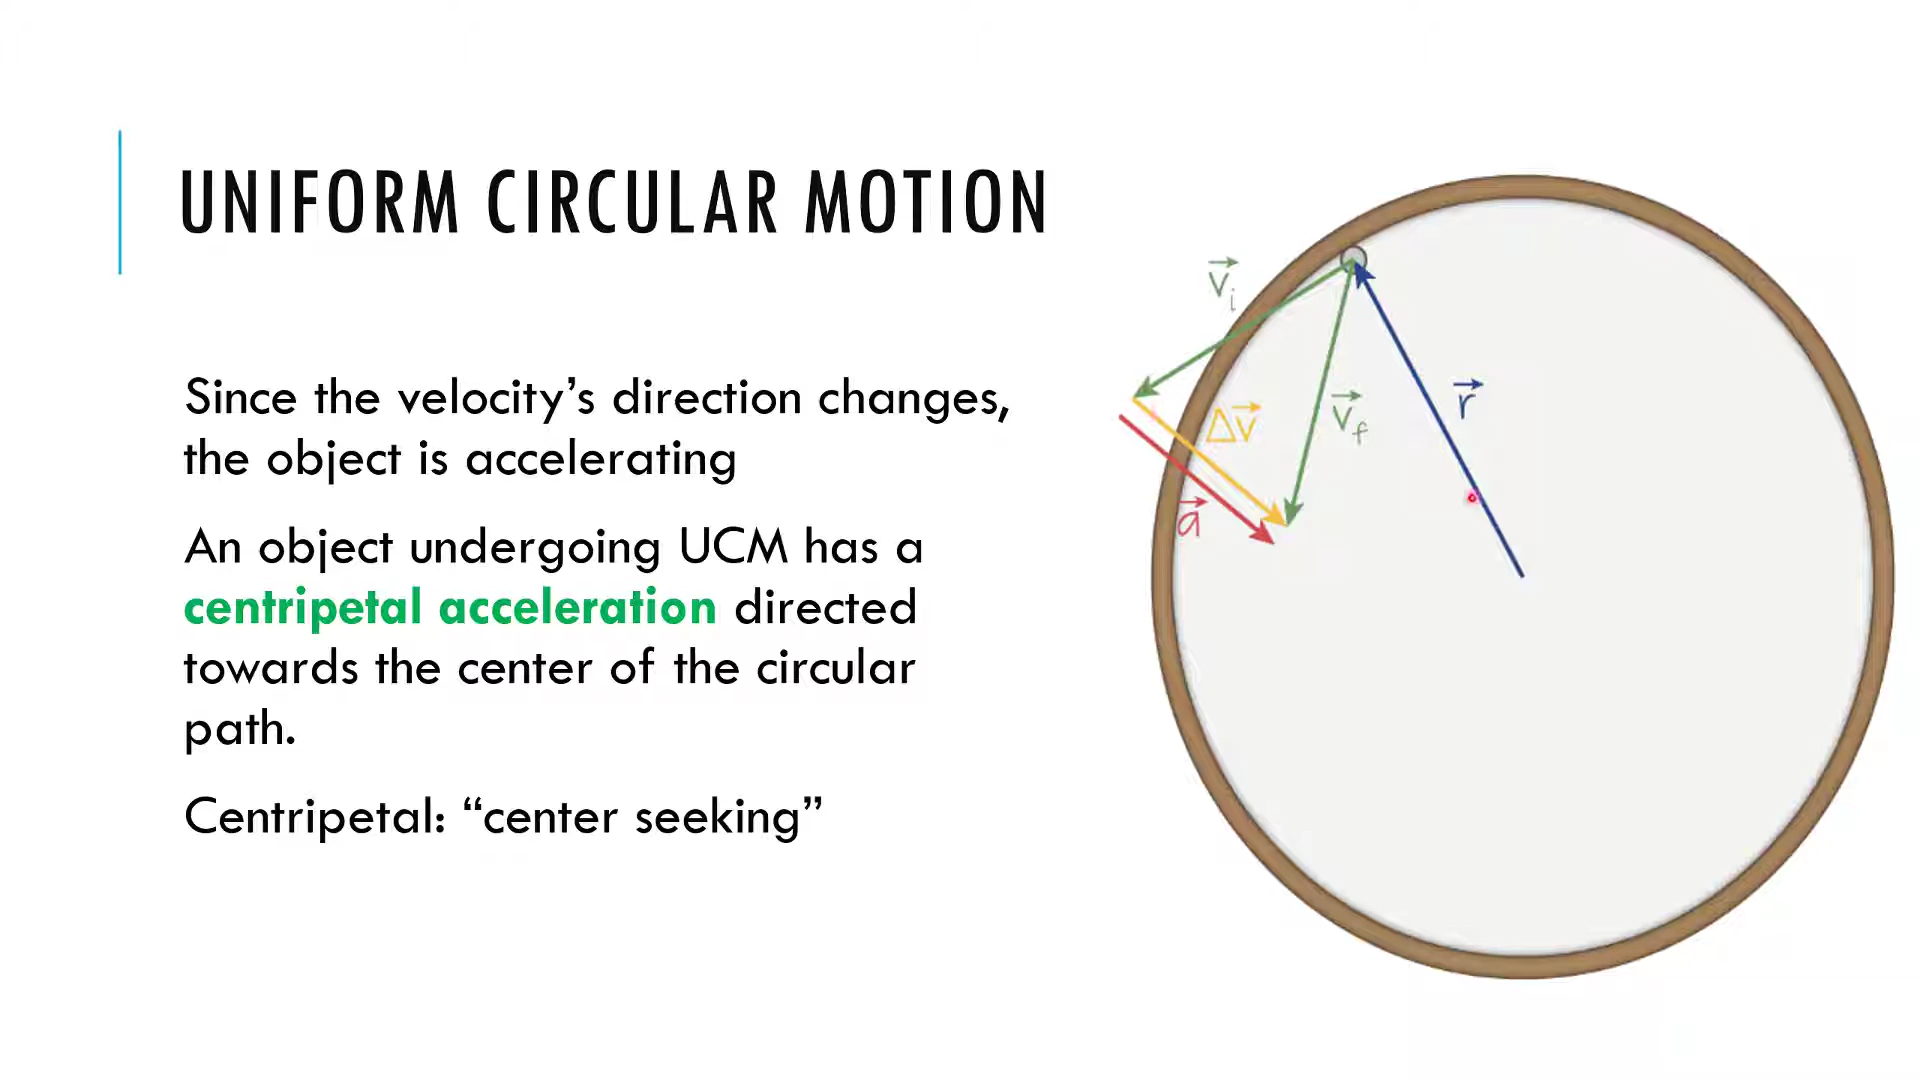 UNIFORM CIRCULAR MOTION
Since the velocity’s direction changes,
the object is accelerating
An object undergoing UCM has a
centripetal acceleration directed
towards the center of the circular
path.
Centripetal: “center seeking”
v⃗ᵢ
Δv⃗
v⃗f
r⃗
a⃗